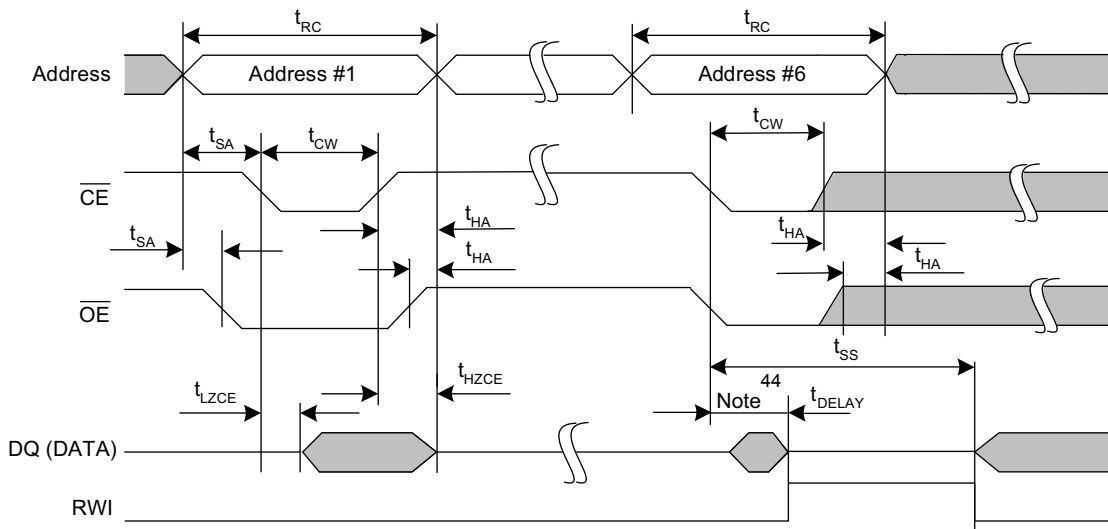 tRC tRC
Address Address #1 Address #6
tCW
tSA tCW
CE
tHA
tSA tHA tHA
tHA
OE
tSS
44
tLZCE tHZCE Note tDELAY
DQ (DATA)
RWI